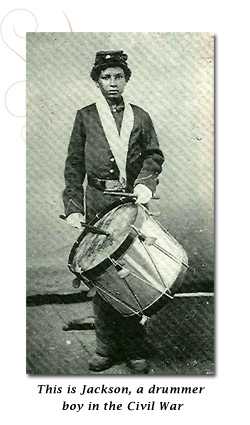 This is Jackson, a drummer
boy in the Civil War